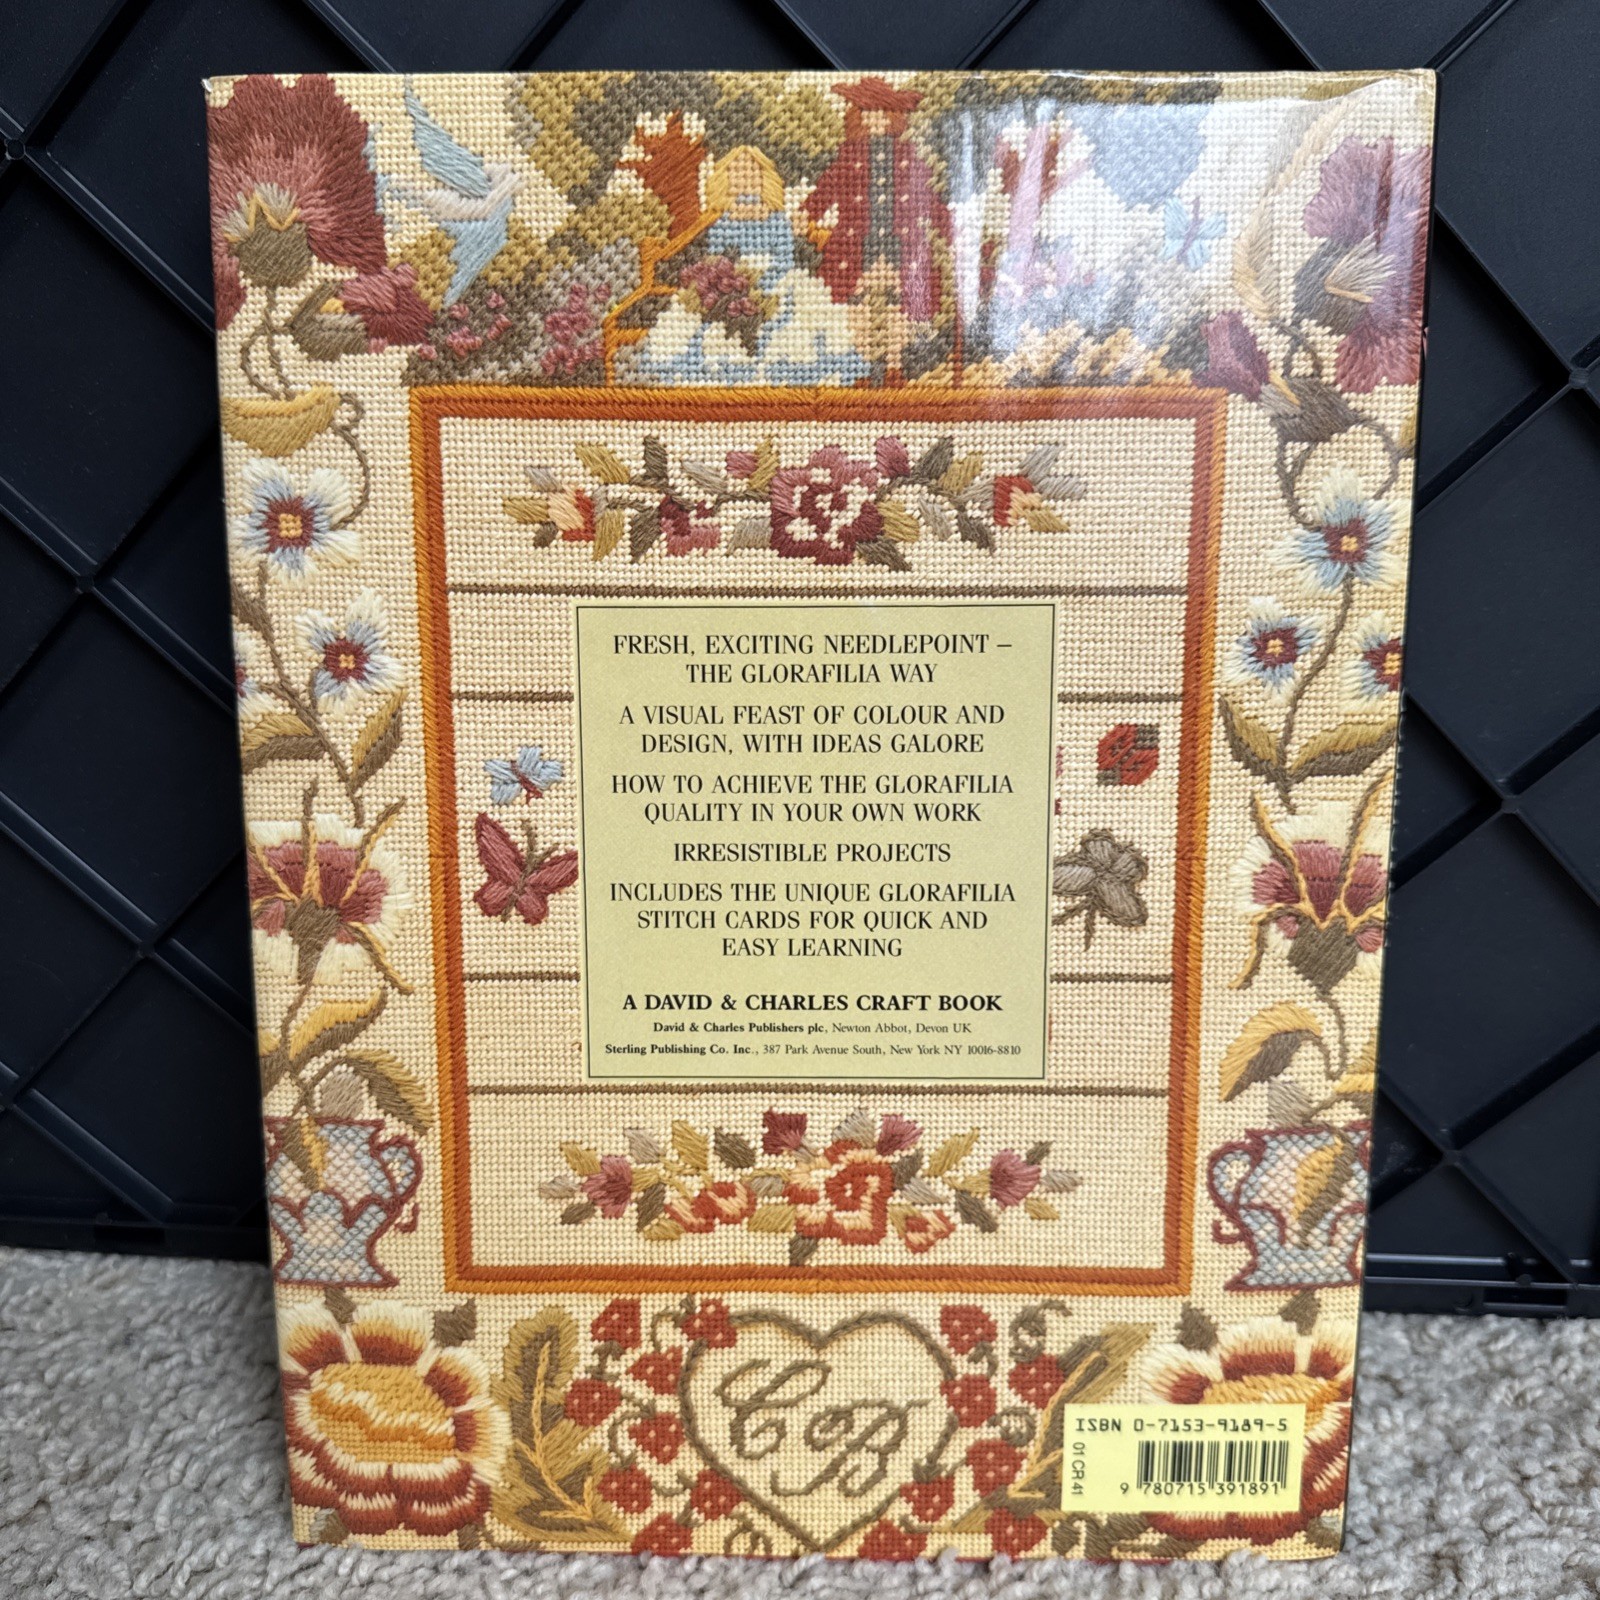 FRESH, EXCITING NEEDLEPOINT –
THE GLORAFILIA WAY
A VISUAL FEAST OF COLOUR AND
DESIGN, WITH IDEAS GALORE
HOW TO ACHIEVE THE GLORAFILIA
QUALITY IN YOUR OWN WORK
IRRESISTIBLE PROJECTS
INCLUDES THE UNIQUE GLORAFILIA
STITCH CARDS FOR QUICK AND
EASY LEARNING
A DAVID & CHARLES CRAFT BOOK
David & Charles Publishers plc, Newton Abbot, Devon UK
Sterling Publishing Co. Inc., 387 Park Avenue South, New York NY 10016-8810
C B
ISBN 0-7153-9189-5
01 CR 41
9 780715 391891